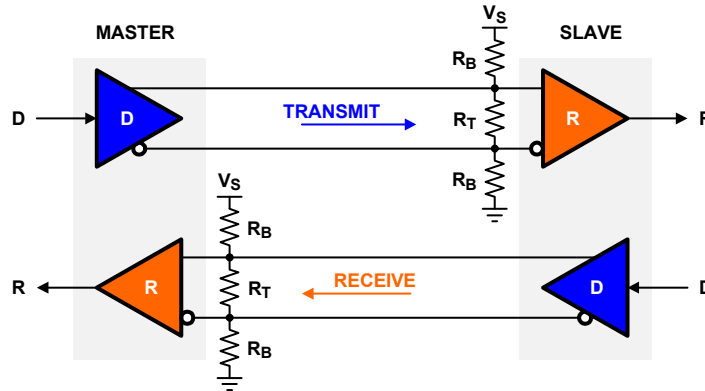 MASTER
SLAVE
VS
RB
D
D
TRANSMIT
RT
R
RB
VS
RB
R
R
RT
RECEIVE
D
RB